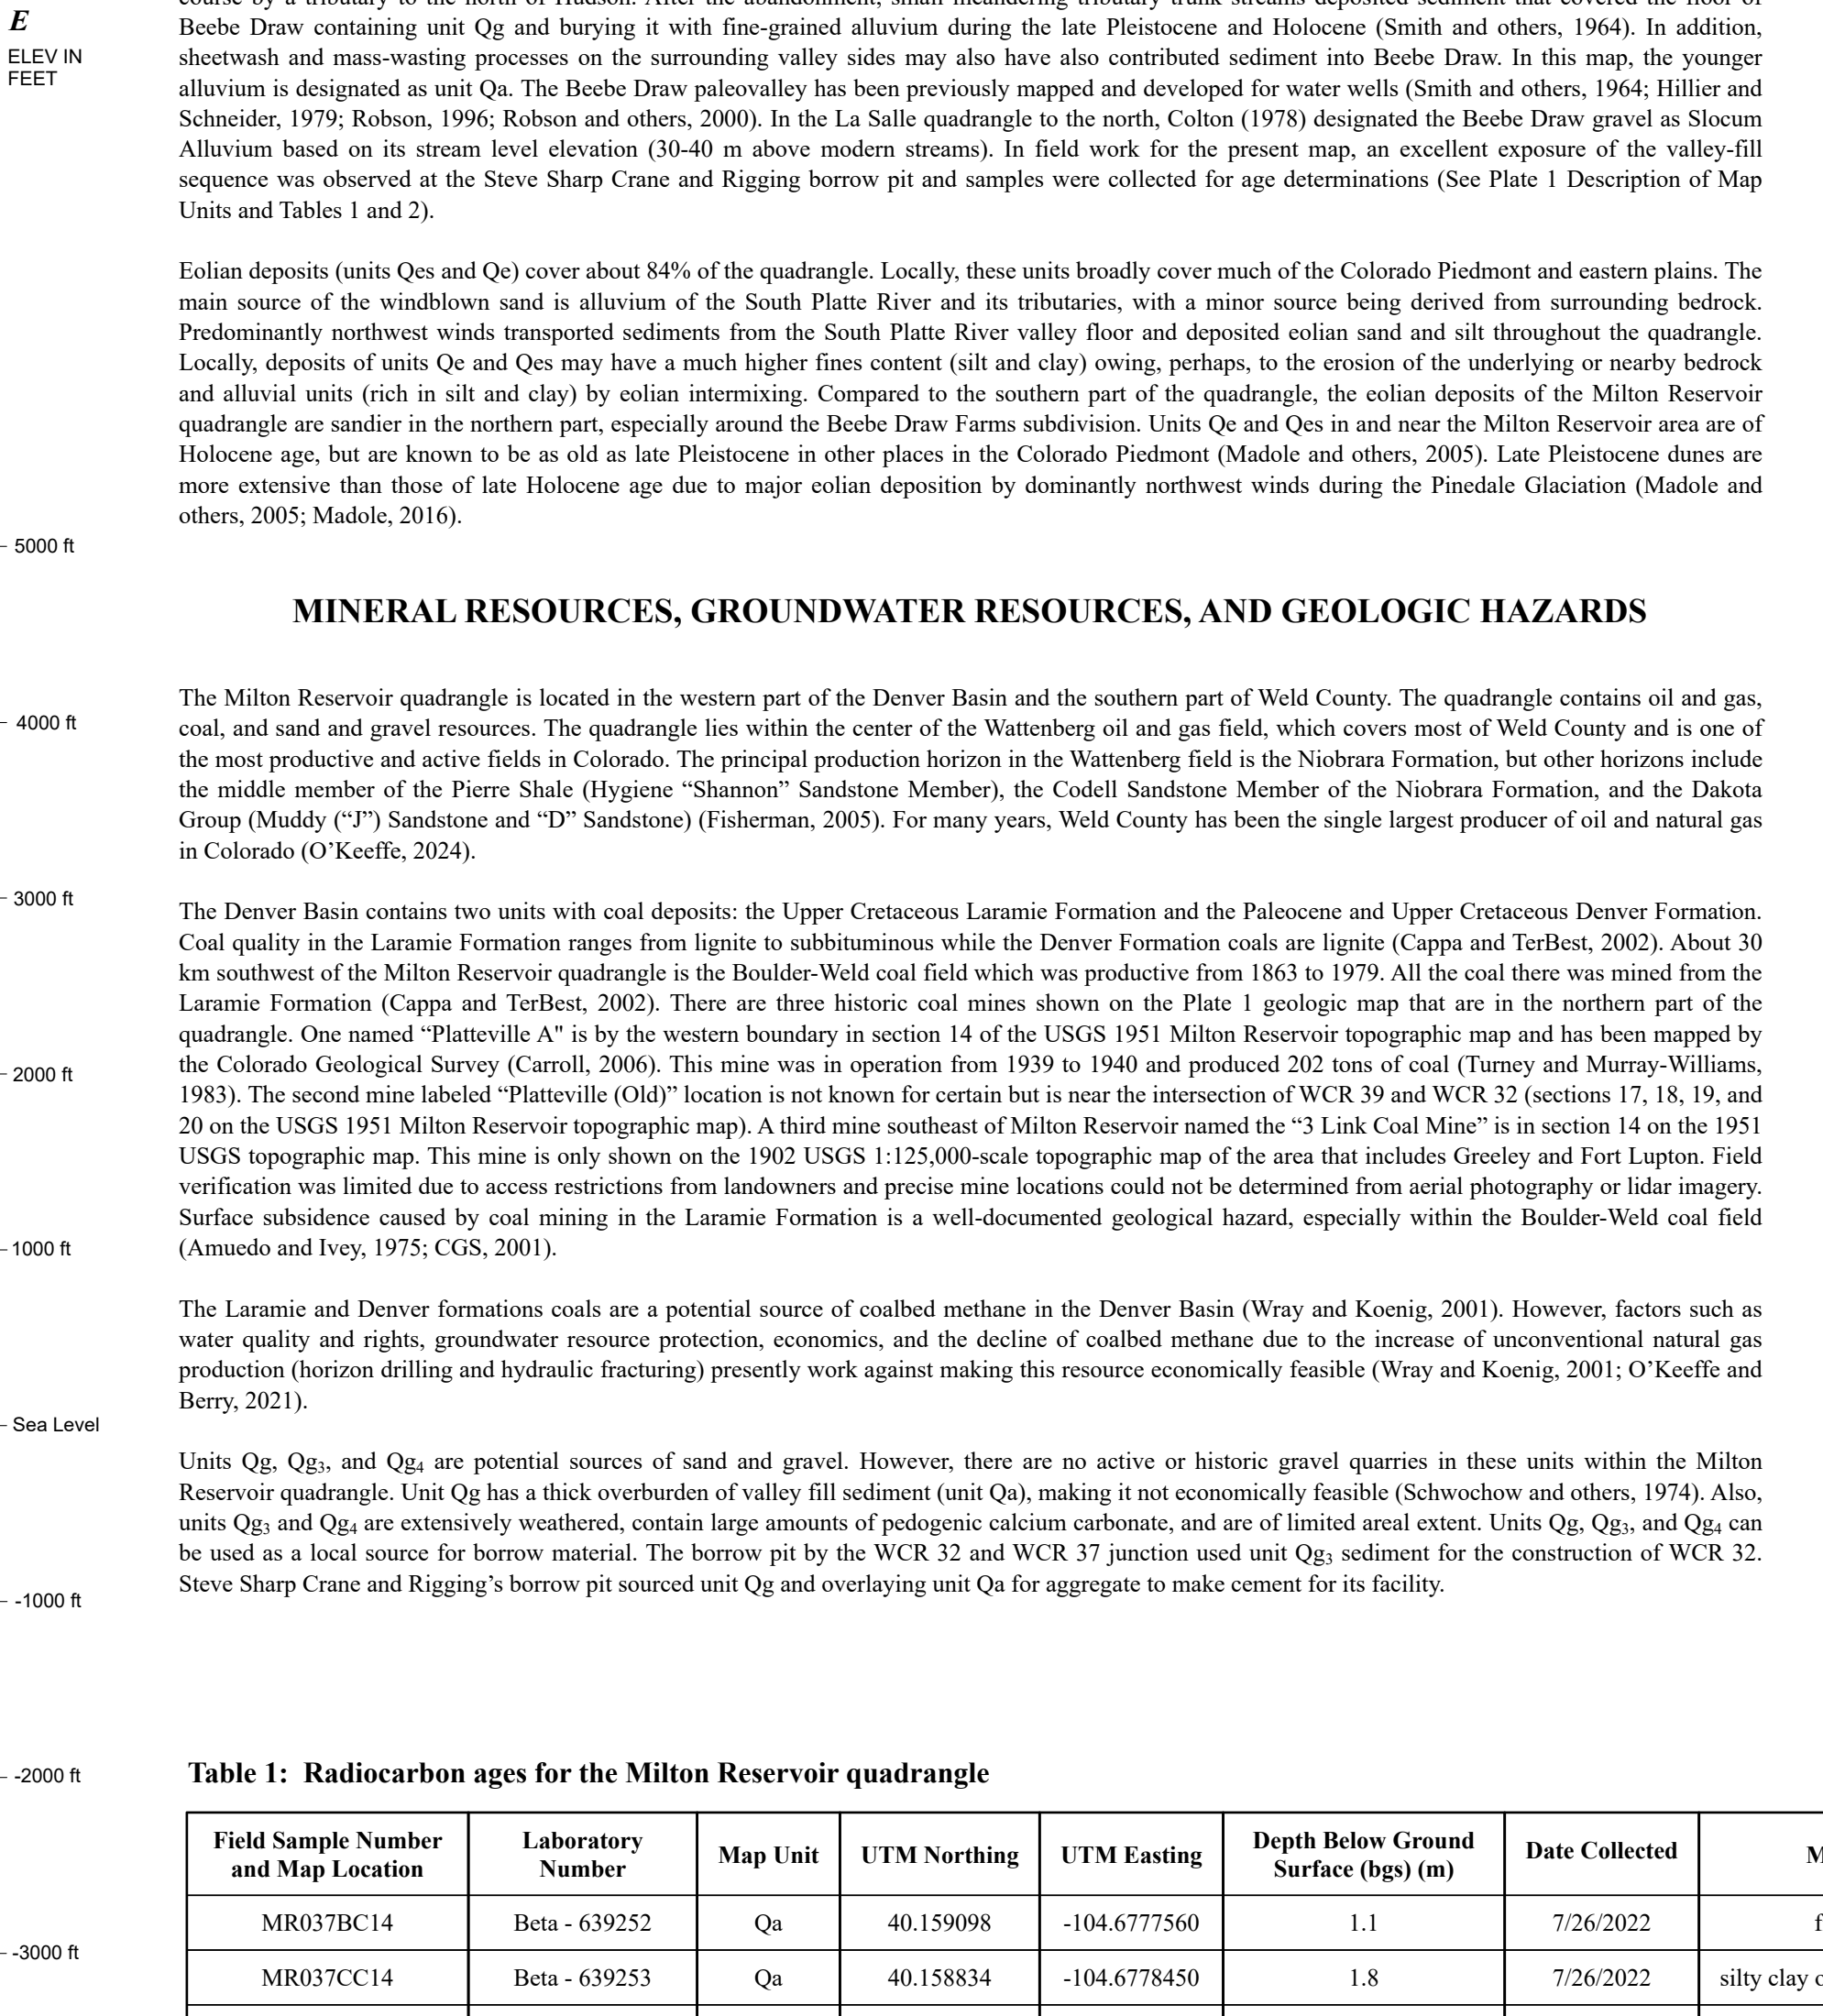 E
ELEV IN
FEET
course by a tributary to the north of Hudson. After the abandonment, small meandering tributary trunk streams deposited sediment that covered the floor of
Beebe Draw containing unit Qg and burying it with fine-grained alluvium during the late Pleistocene and Holocene (Smith and others, 1964). In addition,
sheetwash and mass-wasting processes on the surrounding valley sides may also have also contributed sediment into Beebe Draw. In this map, the younger
alluvium is designated as unit Qa. The Beebe Draw paleovalley has been previously mapped and developed for water wells (Smith and others, 1964; Hillier and
Schneider, 1979; Robson, 1996; Robson and others, 2000). In the La Salle quadrangle to the north, Colton (1978) designated the Beebe Draw gravel as Slocum
Alluvium based on its stream level elevation (30-40 m above modern streams). In field work for the present map, an excellent exposure of the valley-fill
sequence was observed at the Steve Sharp Crane and Rigging borrow pit and samples were collected for age determinations (See Plate 1 Description of Map
Units and Tables 1 and 2).
Eolian deposits (units Qes and Qe) cover about 84% of the quadrangle. Locally, these units broadly cover much of the Colorado Piedmont and eastern plains. The
main source of the windblown sand is alluvium of the South Platte River and its tributaries, with a minor source being derived from surrounding bedrock.
Predominantly northwest winds transported sediments from the South Platte River valley floor and deposited eolian sand and silt throughout the quadrangle.
Locally, deposits of units Qe and Qes may have a much higher fines content (silt and clay) owing, perhaps, to the erosion of the underlying or nearby bedrock
and alluvial units (rich in silt and clay) by eolian intermixing. Compared to the southern part of the quadrangle, the eolian deposits of the Milton Reservoir
quadrangle are sandier in the northern part, especially around the Beebe Draw Farms subdivision. Units Qe and Qes in and near the Milton Reservoir area are of
Holocene age, but are known to be as old as late Pleistocene in other places in the Colorado Piedmont (Madole and others, 2005). Late Pleistocene dunes are
more extensive than those of late Holocene age due to major eolian deposition by dominantly northwest winds during the Pinedale Glaciation (Madole and
others, 2005; Madole, 2016).
5000 ft
MINERAL RESOURCES, GROUNDWATER RESOURCES, AND GEOLOGIC HAZARDS
The Milton Reservoir quadrangle is located in the western part of the Denver Basin and the southern part of Weld County. The quadrangle contains oil and gas,
4000 ft
coal, and sand and gravel resources. The quadrangle lies within the center of the Wattenberg oil and gas field, which covers most of Weld County and is one of
the most productive and active fields in Colorado. The principal production horizon in the Wattenberg field is the Niobrara Formation, but other horizons include
the middle member of the Pierre Shale (Hygiene “Shannon” Sandstone Member), the Codell Sandstone Member of the Niobrara Formation, and the Dakota
Group (Muddy (“J”) Sandstone and “D” Sandstone) (Fisherman, 2005). For many years, Weld County has been the single largest producer of oil and natural gas
in Colorado (O’Keeffe, 2024).
3000 ft
The Denver Basin contains two units with coal deposits: the Upper Cretaceous Laramie Formation and the Paleocene and Upper Cretaceous Denver Formation.
Coal quality in the Laramie Formation ranges from lignite to subbituminous while the Denver Formation coals are lignite (Cappa and TerBest, 2002). About 30
km southwest of the Milton Reservoir quadrangle is the Boulder-Weld coal field which was productive from 1863 to 1979. All the coal there was mined from the
Laramie Formation (Cappa and TerBest, 2002). There are three historic coal mines shown on the Plate 1 geologic map that are in the northern part of the
quadrangle. One named “Platteville A" is by the western boundary in section 14 of the USGS 1951 Milton Reservoir topographic map and has been mapped by
the Colorado Geological Survey (Carroll, 2006). This mine was in operation from 1939 to 1940 and produced 202 tons of coal (Turney and Murray-Williams,
2000 ft
1983). The second mine labeled “Platteville (Old)” location is not known for certain but is near the intersection of WCR 39 and WCR 32 (sections 17, 18, 19, and
20 on the USGS 1951 Milton Reservoir topographic map). A third mine southeast of Milton Reservoir named the “3 Link Coal Mine” is in section 14 on the 1951
USGS topographic map. This mine is only shown on the 1902 USGS 1:125,000-scale topographic map of the area that includes Greeley and Fort Lupton. Field
verification was limited due to access restrictions from landowners and precise mine locations could not be determined from aerial photography or lidar imagery.
Surface subsidence caused by coal mining in the Laramie Formation is a well-documented geological hazard, especially within the Boulder-Weld coal field
(Amuedo and Ivey, 1975; CGS, 2001).
1000 ft
The Laramie and Denver formations coals are a potential source of coalbed methane in the Denver Basin (Wray and Koenig, 2001). However, factors such as
water quality and rights, groundwater resource protection, economics, and the decline of coalbed methane due to the increase of unconventional natural gas
production (horizon drilling and hydraulic fracturing) presently work against making this resource economically feasible (Wray and Koenig, 2001; O’Keeffe and
Berry, 2021).
Sea Level
Units Qg, Qg3, and Qg4 are potential sources of sand and gravel. However, there are no active or historic gravel quarries in these units within the Milton
Reservoir quadrangle. Unit Qg has a thick overburden of valley fill sediment (unit Qa), making it not economically feasible (Schwochow and others, 1974). Also,
units Qg3 and Qg4 are extensively weathered, contain large amounts of pedogenic calcium carbonate, and are of limited areal extent. Units Qg, Qg3, and Qg4 can
be used as a local source for borrow material. The borrow pit by the WCR 32 and WCR 37 junction used unit Qg3 sediment for the construction of WCR 32.
Steve Sharp Crane and Rigging’s borrow pit sourced unit Qg and overlaying unit Qa for aggregate to make cement for its facility.
-1000 ft
-2000 ft
Table 1: Radiocarbon ages for the Milton Reservoir quadrangle
Field Sample Number and Map Location Laboratory Number Map Unit UTM Northing UTM Easting Depth Below Ground Surface (bgs) (m) Date Collected
MR037BC14 Beta - 639252 Qa 40.159098 -104.6777560 1.1 7/26/2022
-3000 ft
MR037CC14 Beta - 639253 Qa 40.158834 -104.6778450 1.8 7/26/2022 silty clay